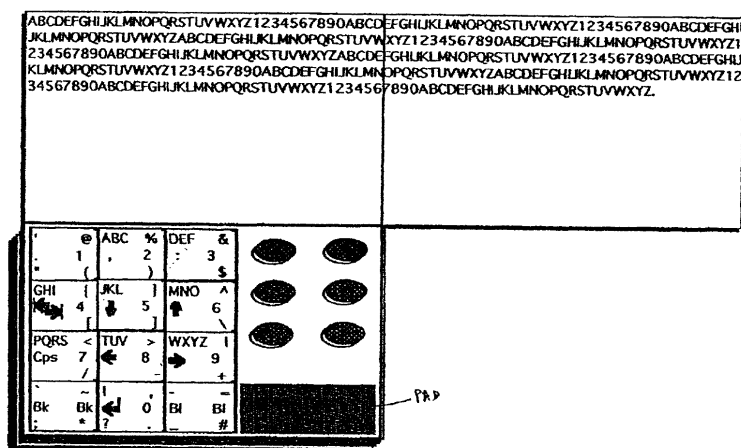 ABCDEFGHIJKLMNOPQRSTUVWXYZ1234567890ABCDEFGHIJKLMNOPQRSTUVWXYZ1234567890ABCDEFGHI
JKLMNOPQRSTUVWXYZABCDEFGHIJKLMNOPQRSTUVWXYZ1234567890ABCDEFGHIJKLMNOPQRSTUVWXYZ1
234567890ABCDEFGHIJKLMNOPQRSTUVWXYZABCDEFGHIJKLMNOPQRSTUVWXYZ1234567890ABCDEFGHIJ
KLMNOPQRSTUVWXYZ1234567890ABCDEFGHIJKLMNOPQRSTUVWXYZABCDEFGHIJKLMNOPQRSTUVWXYZ12
34567890ABCDEFGHIJKLMNOPQRSTUVWXYZ1234567890ABCDEFGHIJKLMNOPQRSTUVWXYZ.
' @ ABC % DEF &
. 1 , 2 : 3
" ( ) $
GHI { JKL } MNO ^
4 5 6
[ ] \
PQRS < TUV > WXYZ |
Cps 7 8 9
/ - +
` ~ ! , - =
Bk Bk 0 Bl Bl
; * ? . _ #
PAD